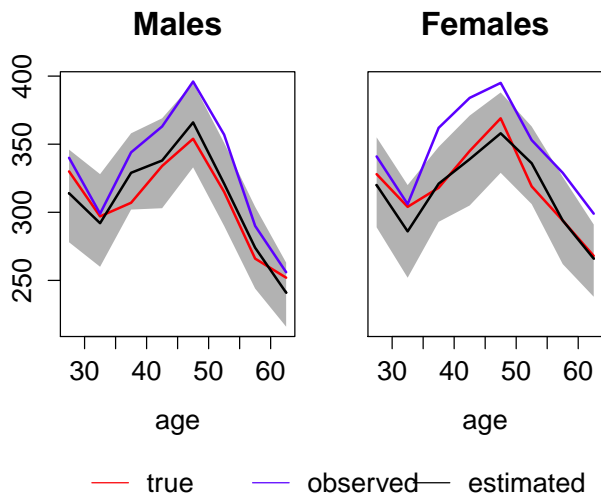 Males Females
400
350
300
250
30 40 50 60 30 40 50 60
age age
true observed estimated